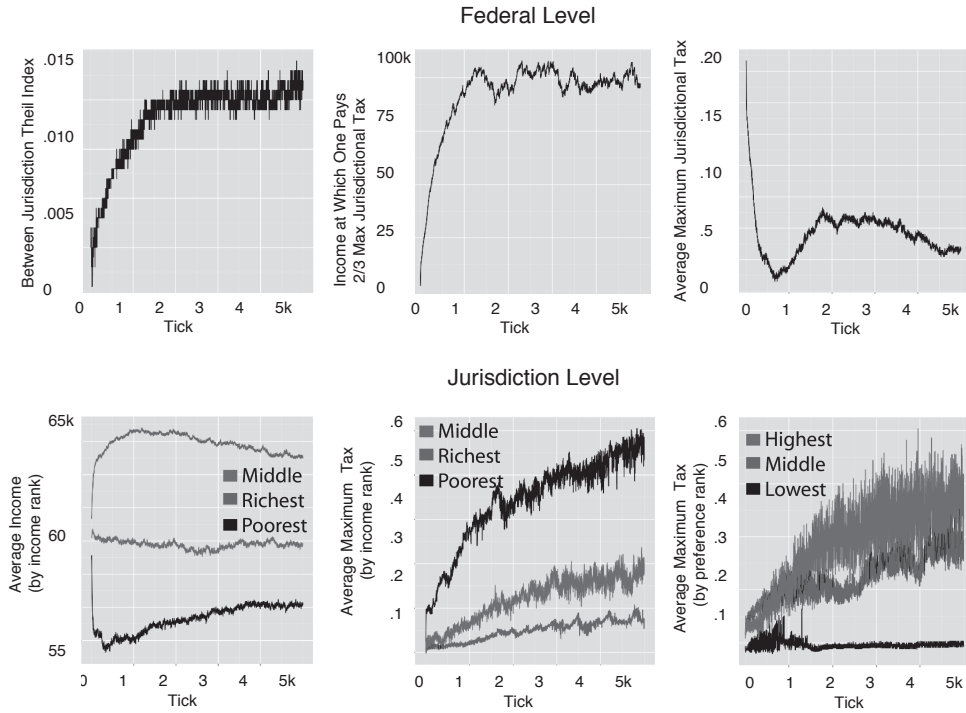 Federal Level
Between Jurisdiction Theil Index
.015
.010
.005
0
0 1 2 3 4 5k
Tick
Income at Which One Pays
2/3 Max Jurisdictional Tax
100k
75
50
25
0
0 1 2 3 4 5k
Tick
Average Maximum Jurisdictional Tax
.20
.15
.10
.5
0
0 1 2 3 4 5k
Tick
Jurisdiction Level
Average Income
(by income rank)
65k
60
55
Middle
Richest
Poorest
0 1 2 3 4 5k
Tick
Average Maximum Tax
(by income rank)
.6
.5
.4
.3
.2
.1
Middle
Richest
Poorest
0 1 2 3 4 5k
Tick
Average Maximum Tax
(by preference rank)
.6
.5
.4
.3
.2
.1
Highest
Middle
Lowest
0 1 2 3 4 5k
Tick